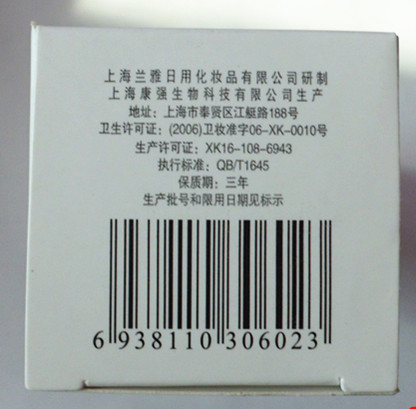 上海兰雅日用化妆品有限公司研制
上海康强生物科技有限公司生产
地址：上海市奉贤区江艇路188号
卫生许可证：(2006)卫妆准字06-XK-0010号
生产许可证：XK16-108-6943
执行标准：QB/T1645
保质期：三年
生产批号和限用日期见标示
6 938110 306023